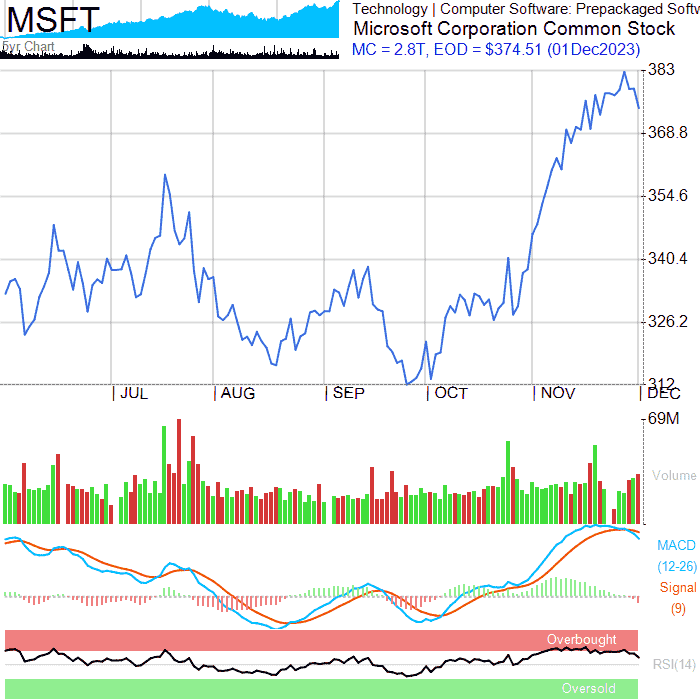 MSFT
5yr Chart
Technology | Computer Software: Prepackaged Softw
Microsoft Corporation Common Stock
MC = 2.8T, EOD = $374.51 (01Dec2023)
383
368.8
354.6
340.4
326.2
312
JUL
AUG
SEP
OCT
NOV
DEC
69M
Volume
MACD
(12-26)
Signal
(9)
Overbought
RSI(14)
Oversold